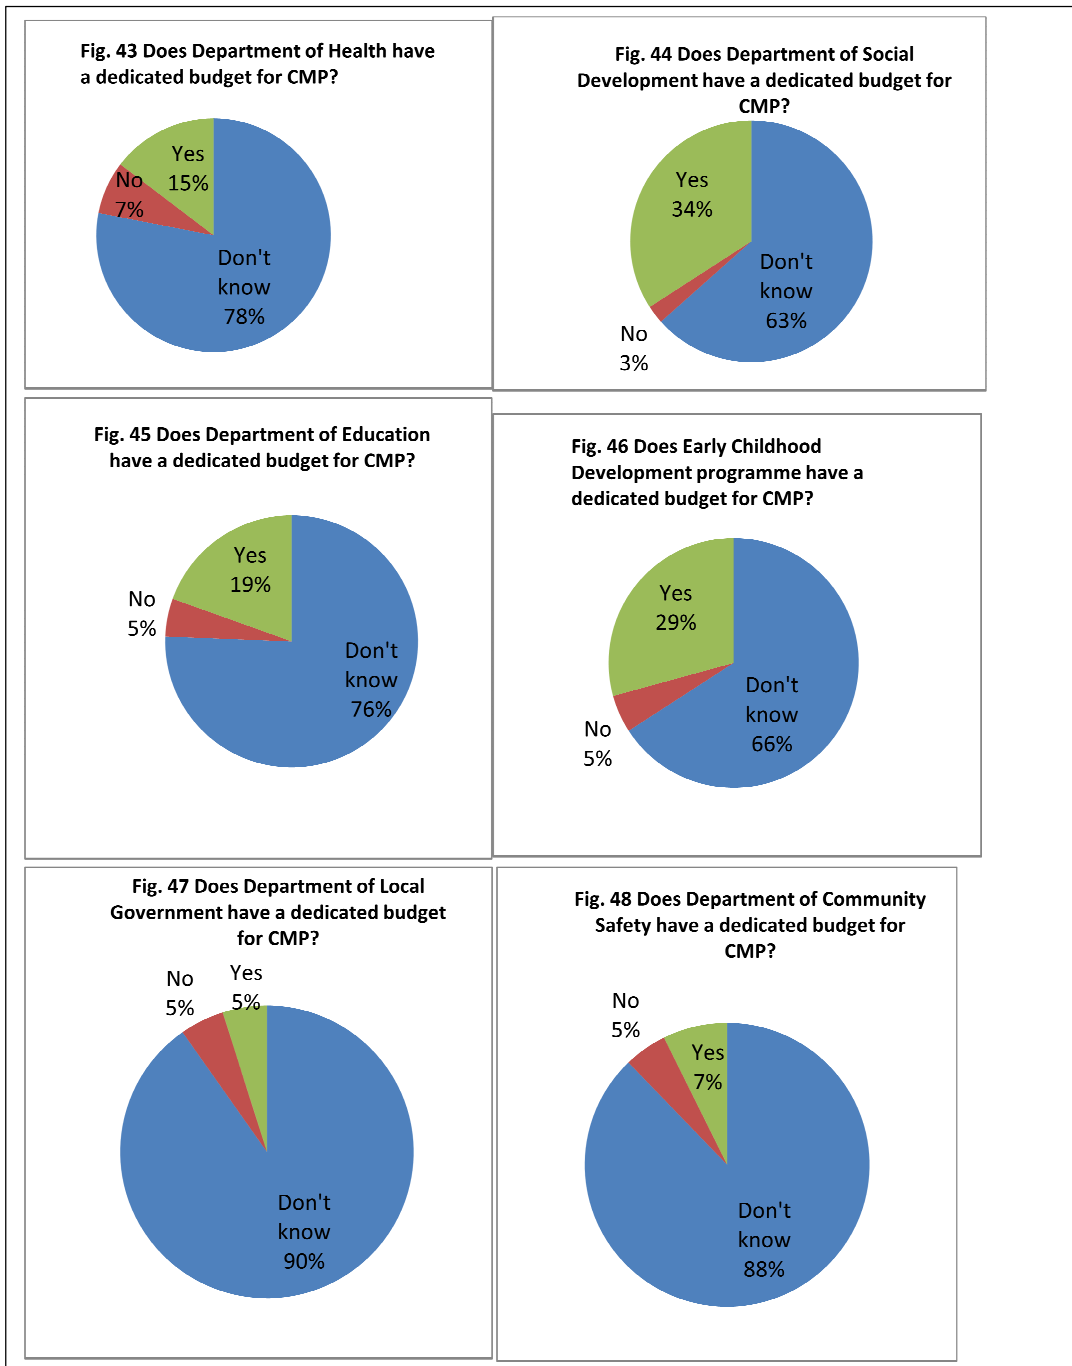 Fig. 43 Does Department of Health have
a dedicated budget for CMP?
Yes
15%
No
7%
Don't
know
78%
Fig. 44 Does Department of Social
Development have a dedicated budget for
CMP?
Yes
34%
Don't
know
63%
No
3%
Fig. 45 Does Department of Education
have a dedicated budget for CMP?
Yes
19%
No
5%
Don't
know
76%
Fig. 46 Does Early Childhood
Development programme have a
dedicated budget for CMP?
Yes
29%
Don't
know
66%
No
5%
Fig. 47 Does Department of Local
Government have a dedicated budget
for CMP?
No
5%
Yes
5%
Don't
know
90%
Fig. 48 Does Department of Community
Safety have a dedicated budget for
CMP?
No
5%
Yes
7%
Don't
know
88%